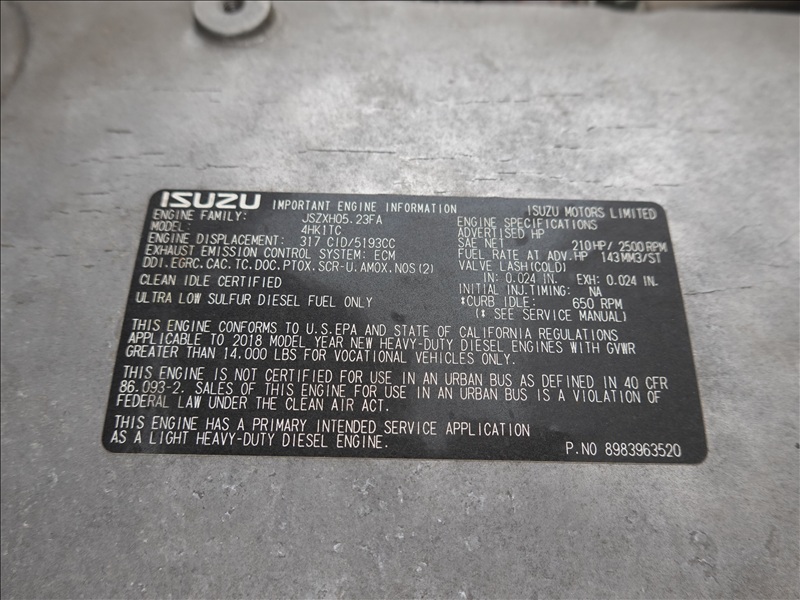 ISUZU IMPORTANT ENGINE INFORMATION ISUZU MOTORS LIMITED
ENGINE FAMILY: JSZXH05.23FA
MODEL: 4HK1TC
ENGINE DISPLACEMENT: 317 CID/5193CC
EXHAUST EMISSION CONTROL SYSTEM: ECM
DDI.EGRC.CAC.TC.DOC.PTOX.SCR-U.AMOX.NOS(2)
CLEAN IDLE CERTIFIED
ULTRA LOW SULFUR DIESEL FUEL ONLY
ENGINE SPECIFICATIONS
ADVERTISED HP
SAE NET 210HP/2500RPM
FUEL RATE AT ADV.HP 143MM3/ST
VALVE LASH(COLD)
IN: 0.024 IN. EXH: 0.024 IN.
INITIAL INJ.TIMING: NA
*CURB IDLE: 650 RPM
(* SEE SERVICE MANUAL)
THIS ENGINE CONFORMS TO U.S.EPA AND STATE OF CALIFORNIA REGULATIONS
APPLICABLE TO 2018 MODEL YEAR NEW HEAVY-DUTY DIESEL ENGINES WITH GVWR
GREATER THAN 14.000 LBS FOR VOCATIONAL VEHICLES ONLY.
THIS ENGINE IS NOT CERTIFIED FOR USE IN AN URBAN BUS AS DEFINED IN 40 CFR
86.093-2. SALES OF THIS ENGINE FOR USE IN AN URBAN BUS IS A VIOLATION OF
FEDERAL LAW UNDER THE CLEAN AIR ACT.
THIS ENGINE HAS A PRIMARY INTENDED SERVICE APPLICATION
AS A LIGHT HEAVY-DUTY DIESEL ENGINE.
P.NO 8983963520